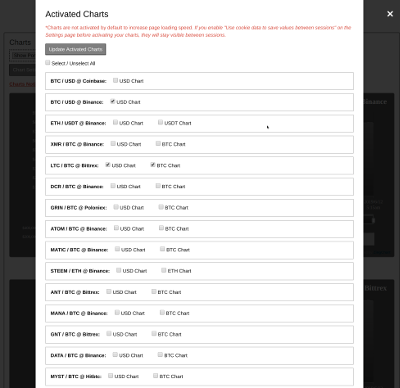 Activated Charts
*Charts are not activated by default to increase page loading speed. If you enable "Use cookie data to save values between sessions" on the
Settings page before activating your charts, they will stay visible between sessions.
Update Activated Charts
Select / Unselect All
BTC / USD @ Coinbase: USD Chart
BTC / USD @ Binance: USD Chart
ETH / USDT @ Binance: USD Chart USDT Chart
XMR / BTC @ Binance: USD Chart BTC Chart
LTC / BTC @ Bittrex: USD Chart BTC Chart
DCR / BTC @ Binance: USD Chart BTC Chart
GRIN / BTC @ Poloniex: USD Chart BTC Chart
ATOM / BTC @ Binance: USD Chart BTC Chart
MATIC / BTC @ Binance: USD Chart BTC Chart
STEEM / ETH @ Binance: USD Chart ETH Chart
ANT / BTC @ Bittrex: USD Chart BTC Chart
MANA / BTC @ Binance: USD Chart BTC Chart
GNT / BTC @ Bittrex: USD Chart BTC Chart
DATA / BTC @ Binance: USD Chart BTC Chart
MYST / BTC @ Hitbtc: USD Chart BTC Chart
Charts